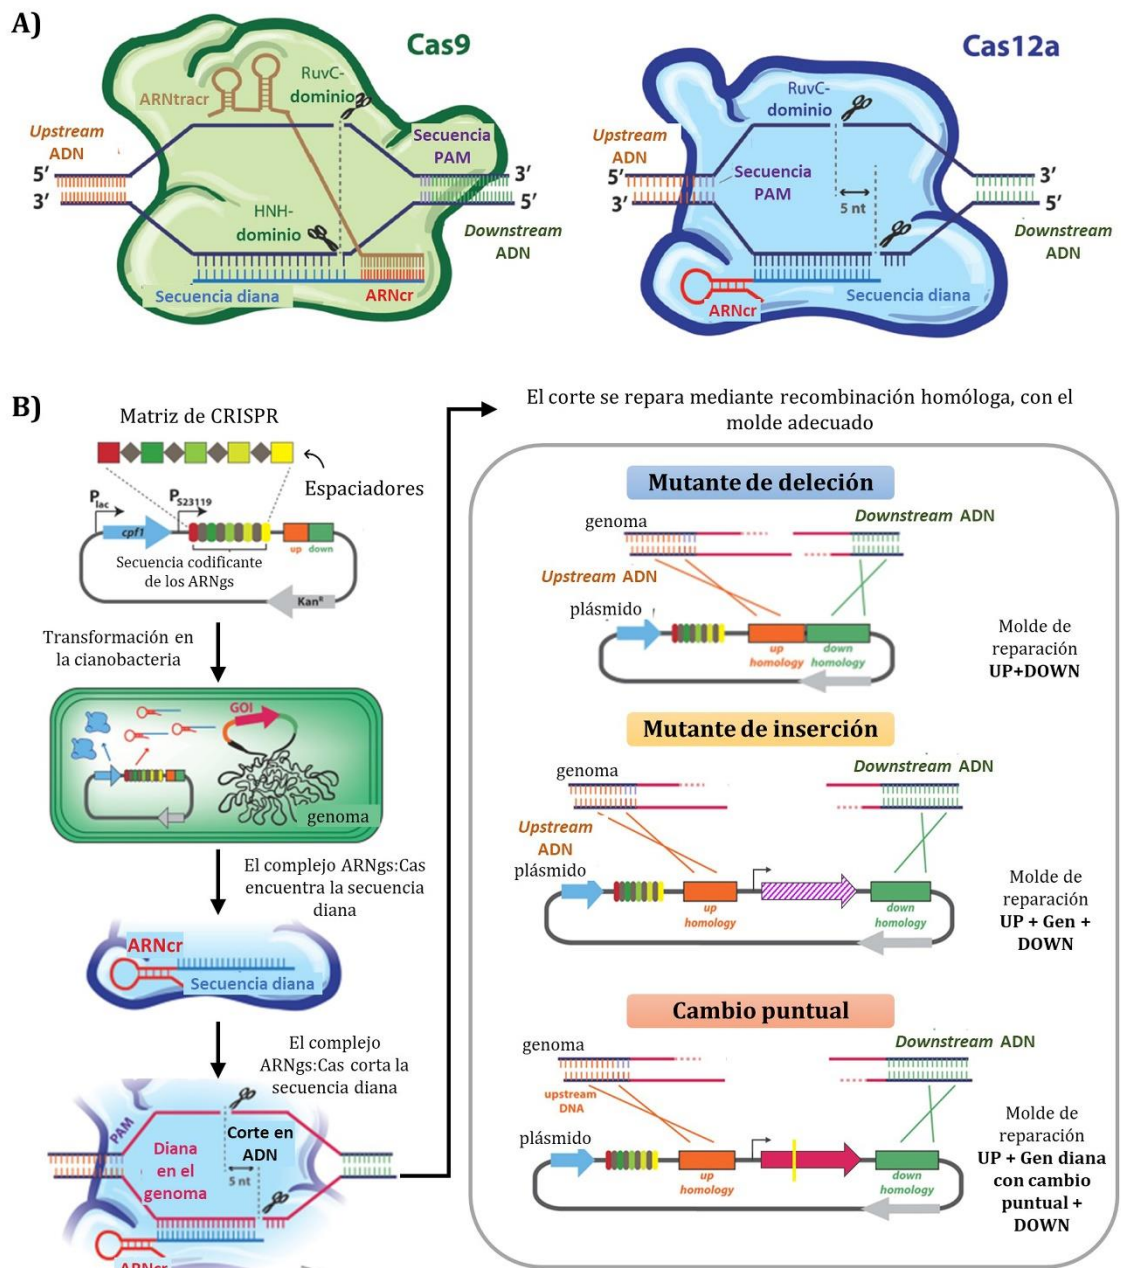 A)
Cas9
ARNtracr
RuvC-
dominio
Upstream
ADN
Secuencia
PAM
5'
3'
3'
5'
HNH-
dominio
Downstream
ADN
Secuencia diana
ARNcr
Cas12a
RuvC-
dominio
Upstream
ADN
Secuencia
PAM
5'
3'
3'
5'
5 nt
Downstream
ADN
Secuencia diana
ARNcr
B)
Matriz de CRISPR
Espaciadores
Plac
PS23119
cpf1
up
down
Secuencia codificante
de los ARNgs
KanR
Transformación en
la cianobacteria
GOI
genoma
El complejo ARNgs:Cas
encuentra la secuencia
diana
ARNcr
Secuencia diana
El complejo
ARNgs:Cas corta la
secuencia diana
PAM
Diana
en el
genoma
Corte en
ADN
5 nt
ARNcr
El corte se repara mediante recombinación homóloga, con el
molde adecuado
Mutante de deleción
genoma
Downstream ADN
Upstream ADN
plásmido
up
homology
down
homology
Molde de
reparación
UP+DOWN
Mutante de inserción
genoma
Downstream ADN
Upstream
ADN
plásmido
up
homology
down
homology
Molde de
reparación
UP + Gen +
DOWN
Cambio puntual
genoma
Downstream ADN
upstream
DNA
plásmido
up
homology
down
homology
Molde de
reparación
UP + Gen diana
con cambio
puntual +
DOWN